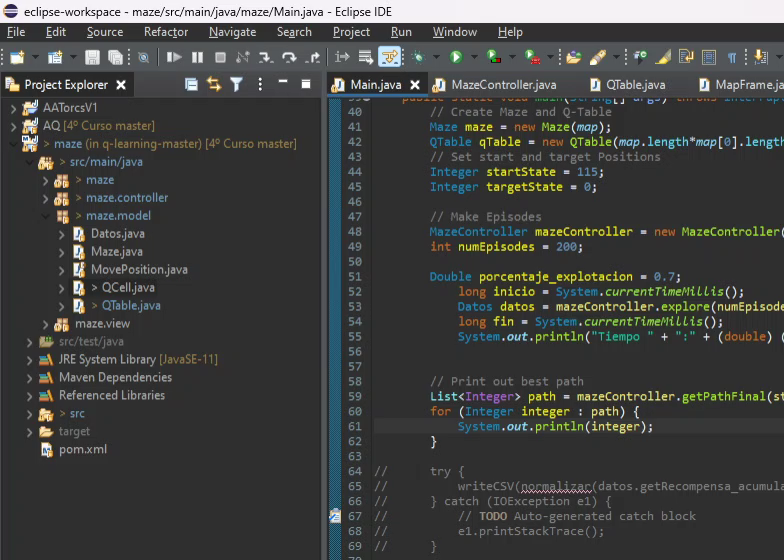 eclipse-workspace - maze/src/main/java/maze/Main.java - Eclipse IDE
File Edit Source Refactor Navigate Search Project Run Window Help
Project Explorer
Main.java MazeController.java QTable.java MapFrame.java
AATorcsV1
AQ [4º Curso master]
> maze (in q-learning-master) [4º Curso master]
> src/main/java
> maze
> maze.controller
> maze.model
Datos.java
Maze.java
MovePosition.java
> QCell.java
> QTable.java
maze.view
src/test/java
JRE System Library [JavaSE-11]
Maven Dependencies
Referenced Libraries
> src
target
pom.xml
public static void main(String[] args) throws
40 // Create Maze and Q-Table
41 Maze maze = new Maze(map);
42 QTable qTable = new QTable(map.length*map[0].leng
43 // Set start and target Positions
44 Integer startState = 115;
45 Integer targetState = 0;
46
47 // Make Episodes
48 MazeController mazeController = new MazeController(
49 int numEpisodes = 200;
50
51 Double porcentaje_explotacion = 0.7;
52 long inicio = System.currentTimeMillis();
53 Datos datos = mazeController.explore(numEpisode
54 long fin = System.currentTimeMillis();
55 System.out.println("Tiempo " + ":" + (double) (
56
57
58 // Print out best path
59 List<Integer> path = mazeController.getPathFinal(st
60 for (Integer integer : path) {
61 System.out.println(integer);
62 }
63
64 // try {
65 // writeCSV(normalizar(datos.getRecompensa_acumula
66 // } catch (IOException e1) {
67 // // TODO Auto-generated catch block
68 // e1.printStackTrace();
69 // }